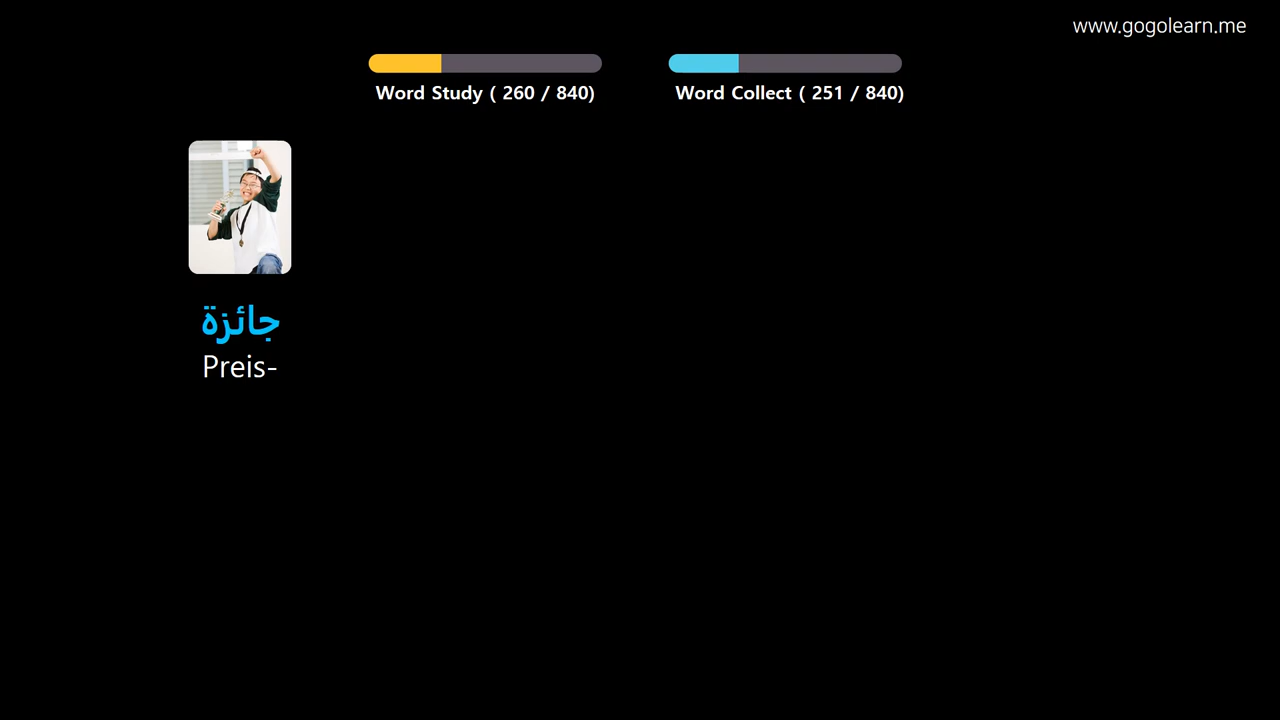 www.gogolearn.me
Word Study ( 260 / 840)
Word Collect ( 251 / 840)
جائزة
Preis-